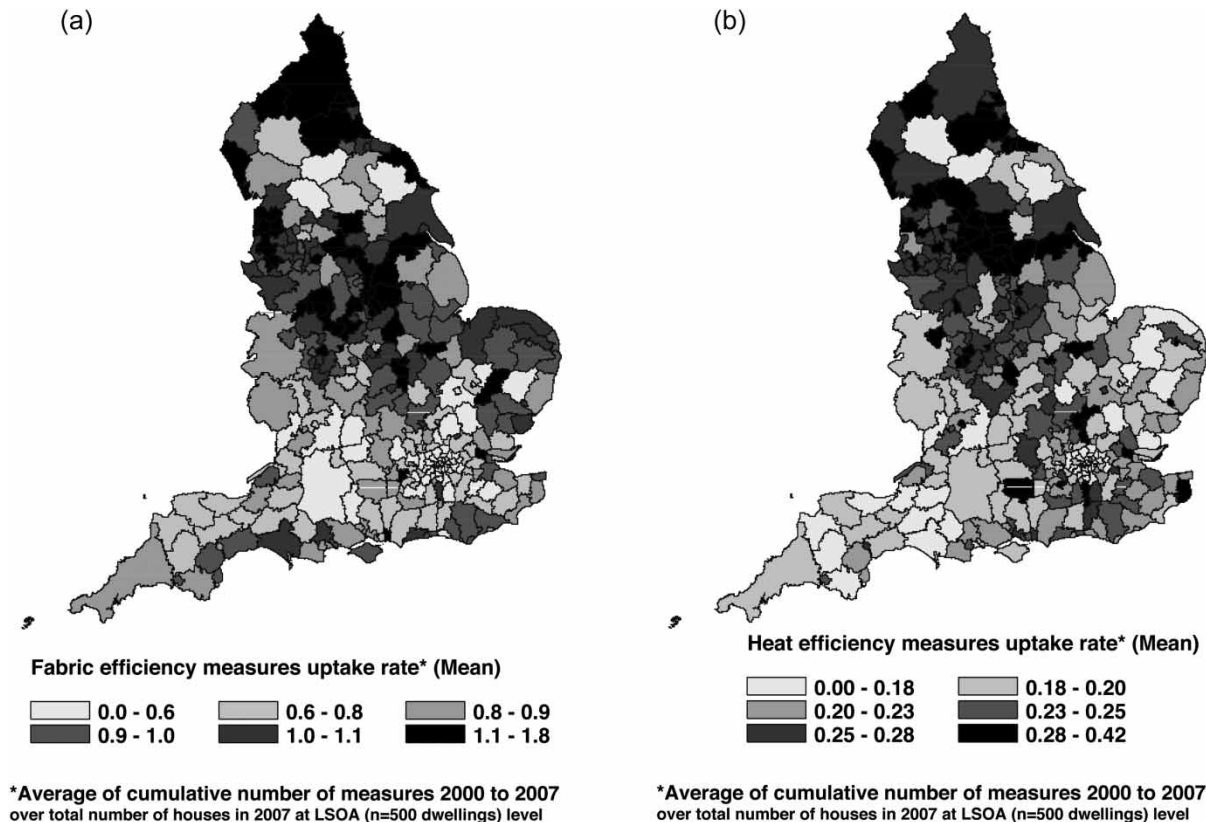 (a)
(b)
Fabric efficiency measures uptake rate* (Mean)
0.0 - 0.6
0.6 - 0.8
0.8 - 0.9
0.9 - 1.0
1.0 - 1.1
1.1 - 1.8
*Average of cumulative number of measures 2000 to 2007
over total number of houses in 2007 at LSOA (n=500 dwellings) level
Heat efficiency measures uptake rate* (Mean)
0.00 - 0.18
0.18 - 0.20
0.20 - 0.23
0.23 - 0.25
0.25 - 0.28
0.28 - 0.42
*Average of cumulative number of measures 2000 to 2007
over total number of houses in 2007 at LSOA (n=500 dwellings) level